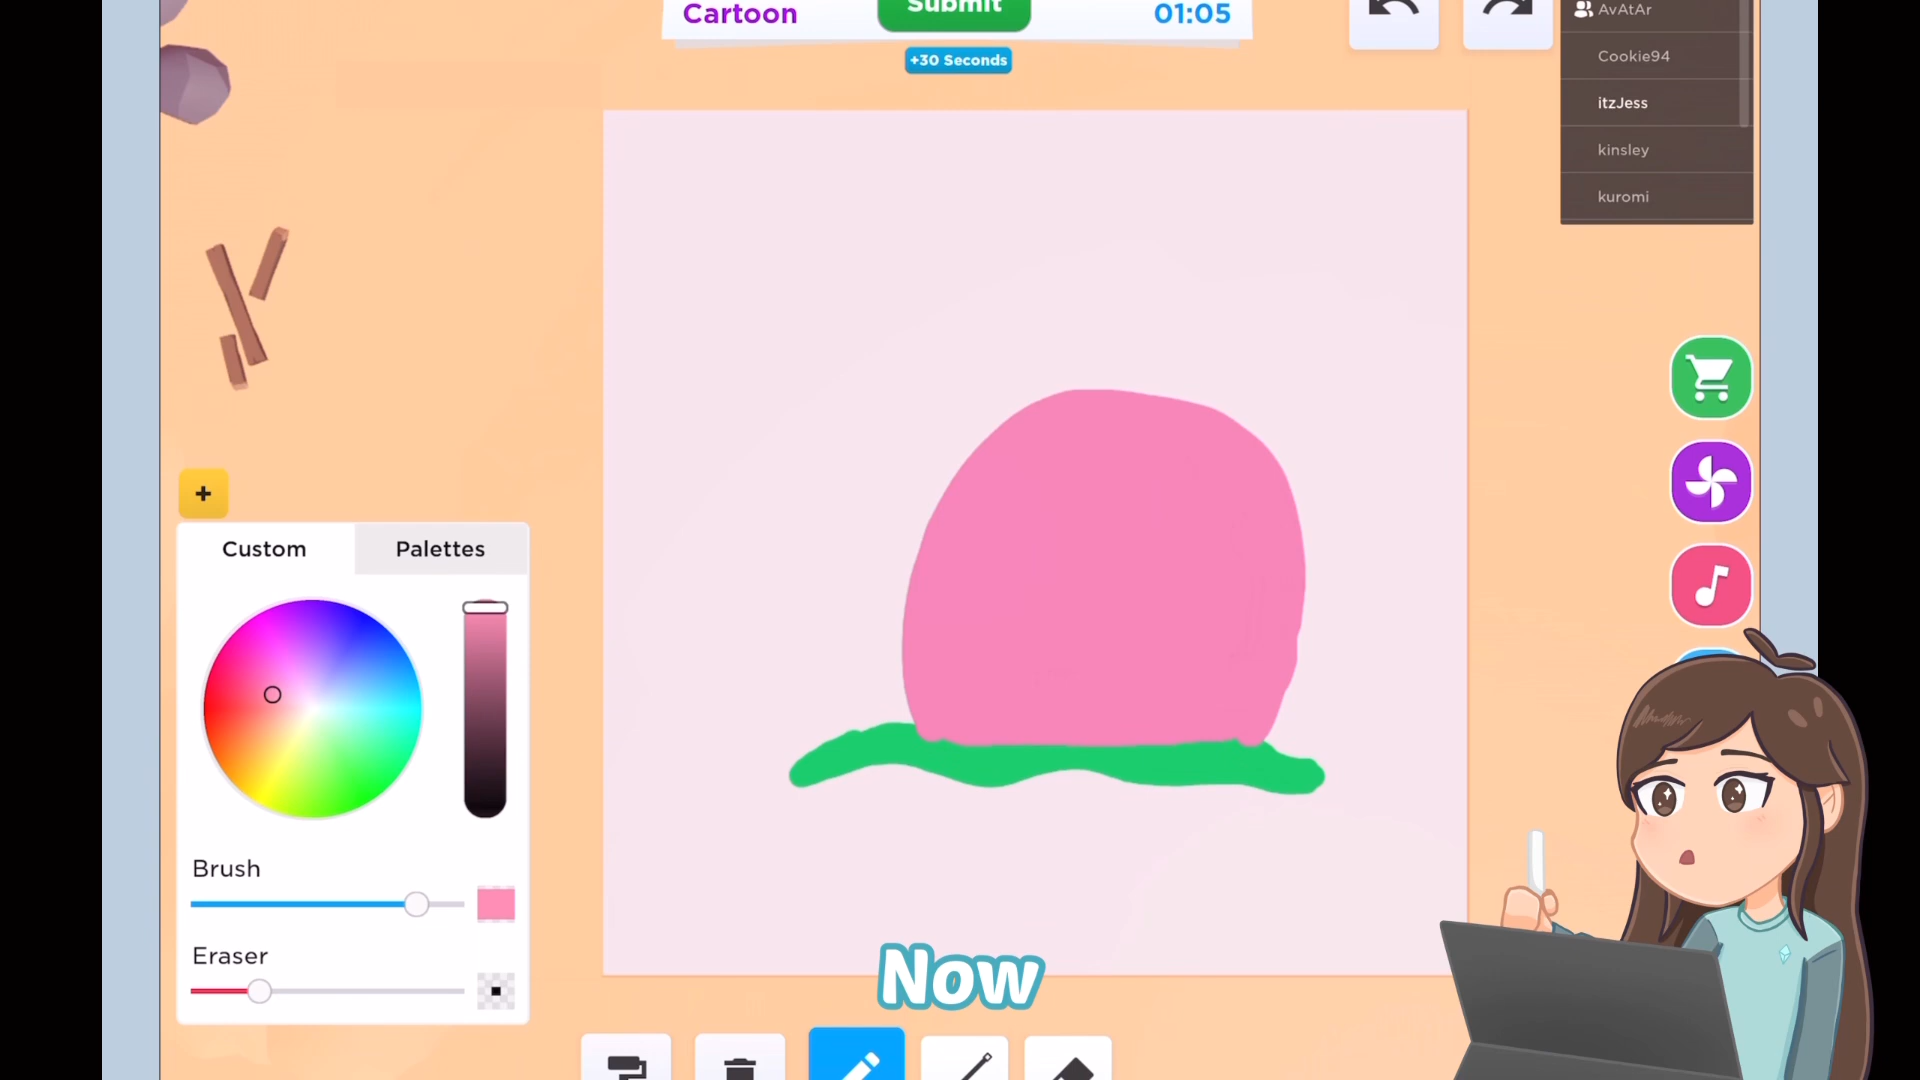 Cartoon
Submit
01:05
+30 Seconds
AvAtAr
Cookie94
itzJess
kinsley
kuromi
+
Custom
Palettes
Brush
Eraser
Now